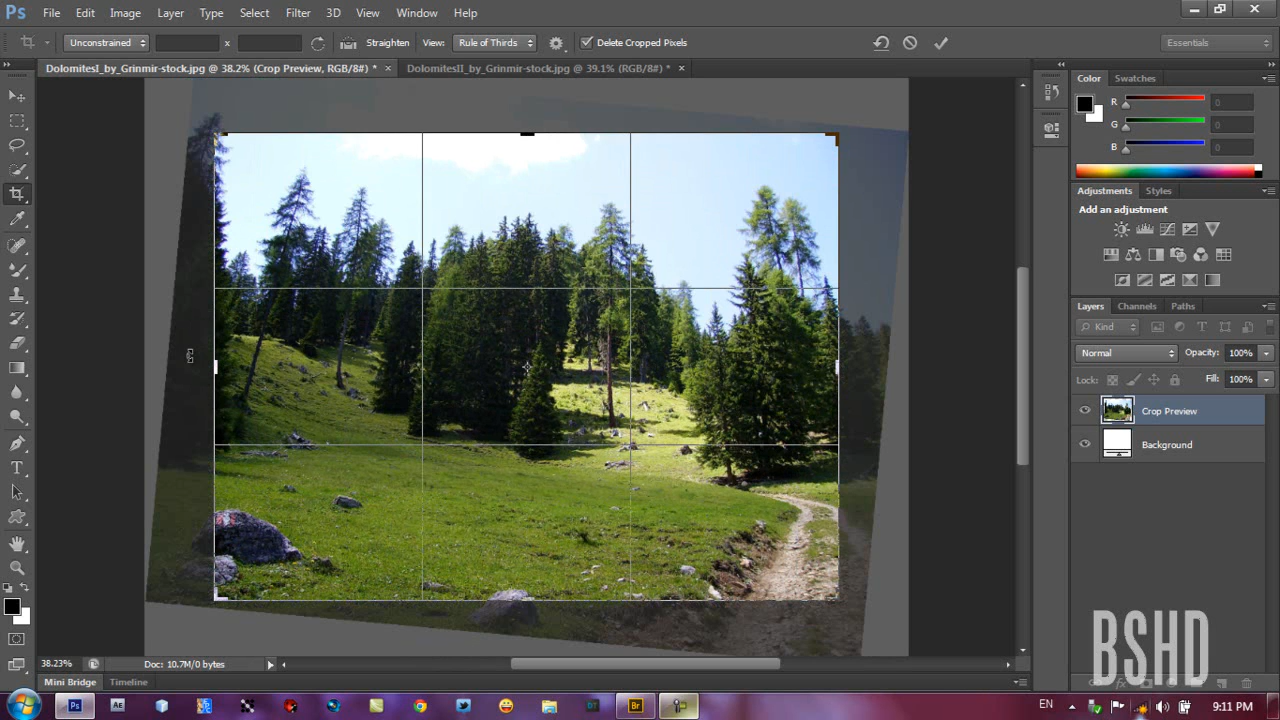 Ps File Edit Image Layer Type Select Filter 3D View Window Help
Unconstrained x Straighten View: Rule of Thirds Delete Cropped Pixels Essentials
DolomitesI_by_Grinmir-stock.jpg @ 38.2% (Crop Preview, RGB/8#) * × DolomitesII_by_Grinmir-stock.jpg @ 39.1% (RGB/8#) * ×
Color Swatches
R 0
G 0
B 0
Adjustments Styles
Add an adjustment
Layers Channels Paths
Kind
Normal Opacity: 100%
Lock: Fill: 100%
Crop Preview
Background
BSHD
38.23% Doc: 10.7M/0 bytes
Mini Bridge Timeline
Ps Ae Br DT EN 9:11 PM